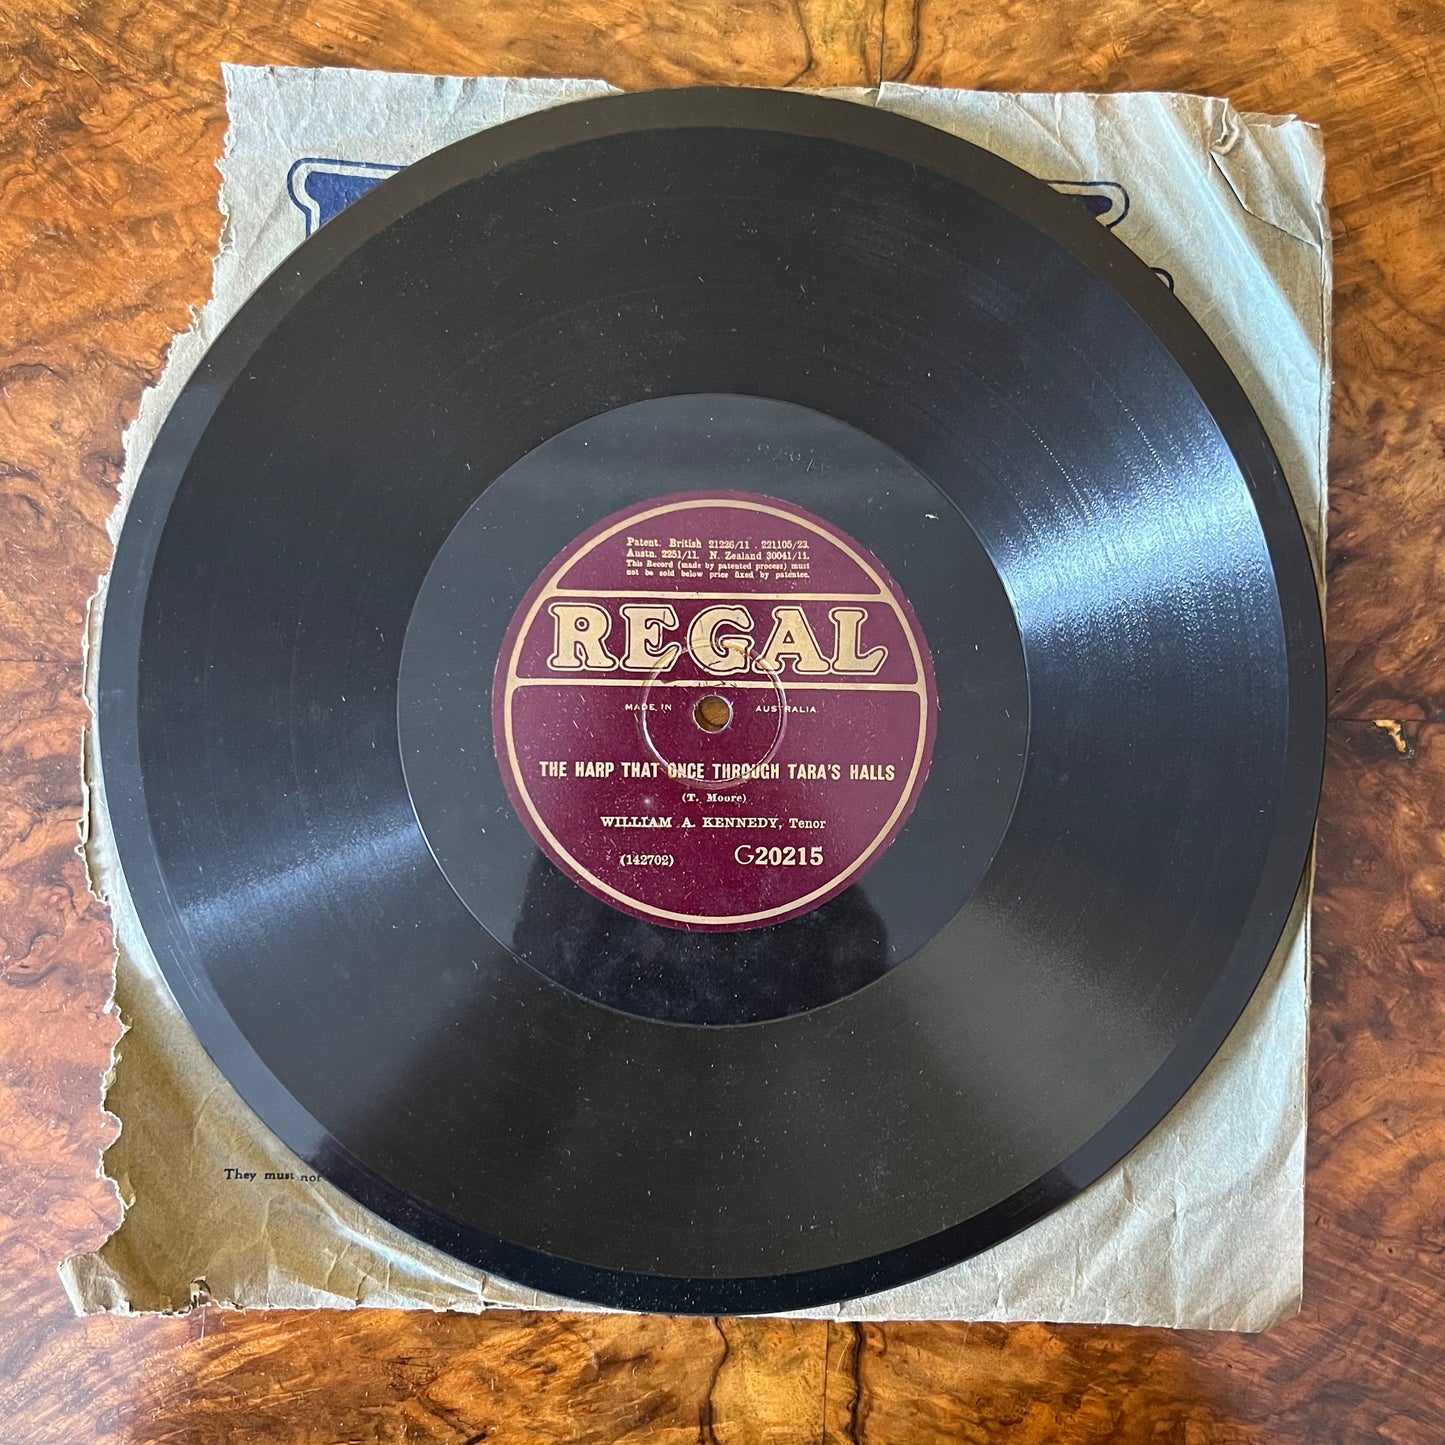 Patent. British 21226/11 . 221105/23.
Austn. 2251/11. N. Zealand 30041/11.
This Record (made by patented process) must
not be sold below price fixed by patentee.
REGAL
MADE IN AUSTRALIA.
THE HARP THAT ONCE THROUGH TARA'S HALLS
(T. Moore)
WILLIAM A. KENNEDY, Tenor
(142702) G20215
They must not